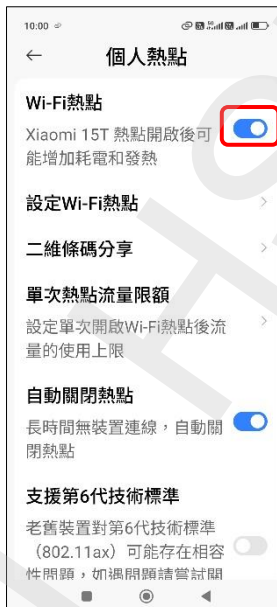 10:00
個人熱點
Wi-Fi熱點
Xiaomi 15T 熱點開啟後可
能增加耗電和發熱
設定Wi-Fi熱點
二維條碼分享
單次熱點流量限額
設定單次開啟Wi-Fi熱點後流
量的使用上限
自動關閉熱點
長時間無裝置連線，自動關
閉熱點
支援第6代技術標準
老舊裝置對第6代技術標準
（802.11ax）可能存在相容
性問題，如遇問題請嘗試關